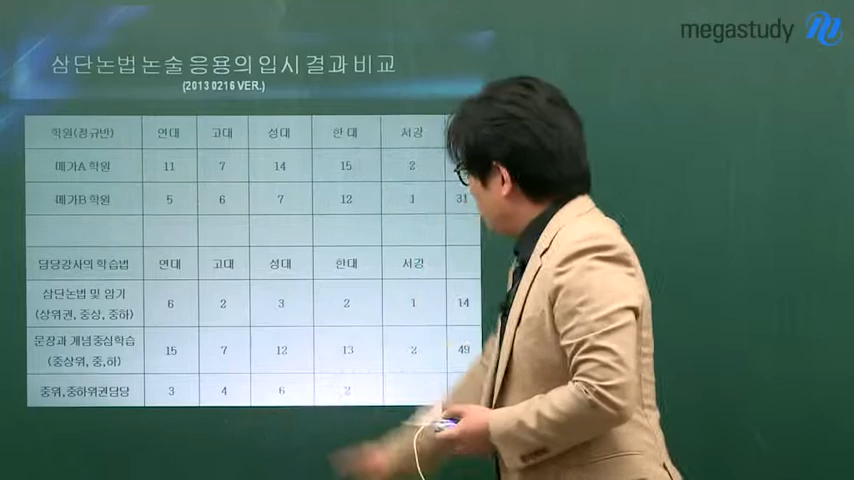 megastudy
삼단논법논술응용의입시결과비교
(2013 0216 VER.)
학원(정규반) 연대 고대 성대 한대 서강
메가A 학원 11 7 14 15 2
메가B 학원 5 6 7 12 1 31
담당강사의 학습법 연대 고대 성대 한대 서강
삼단논법 및 암기
(상위권, 중상, 중하) 6 2 3 2 1 14
문장과 개념중심학습
(중상위, 중,하) 15 7 12 13 2 49
중위,중하위권담당 3 4 6 2